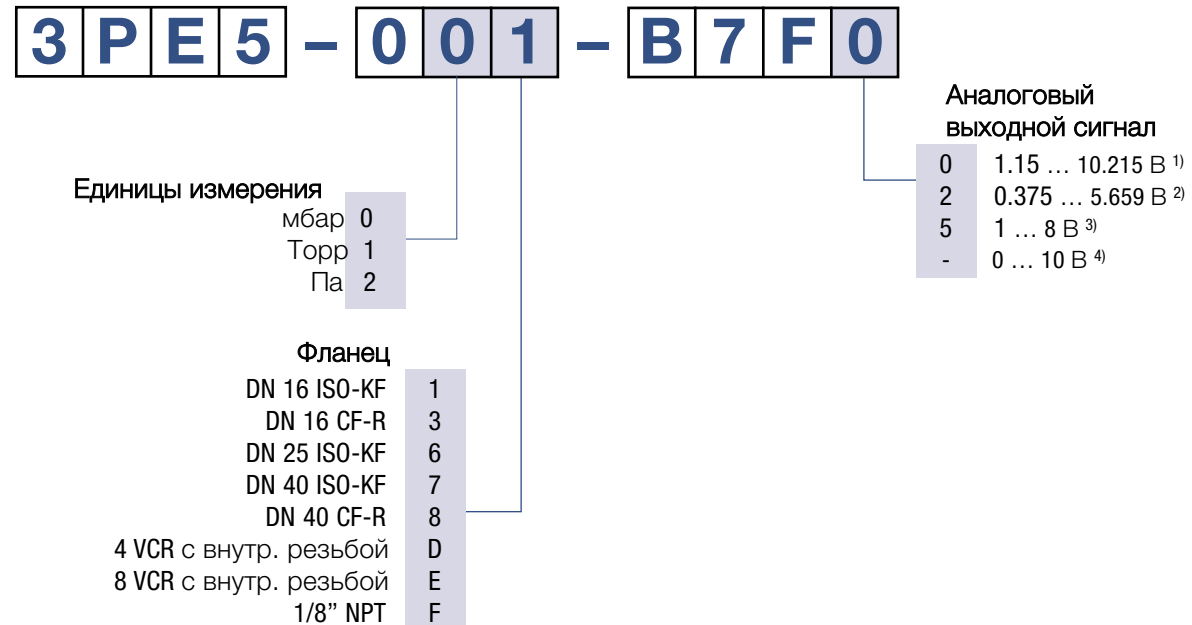 3PE5-001-B7F0
Аналоговый
выходной сигнал
0 1.15 … 10.215 В 1)
2 0.375 … 5.659 В 2)
5 1 … 8 В 3)
- 0 … 10 В 4)
Единицы измерения
мбар 0
Торр 1
Па 2
Фланец
DN 16 ISO-KF 1
DN 16 CF-R 3
DN 25 ISO-KF 6
DN 40 ISO-KF 7
DN 40 CF-R 8
4 VCR с внутр. резьбой D
8 VCR с внутр. резьбой E
1/8” NPT F